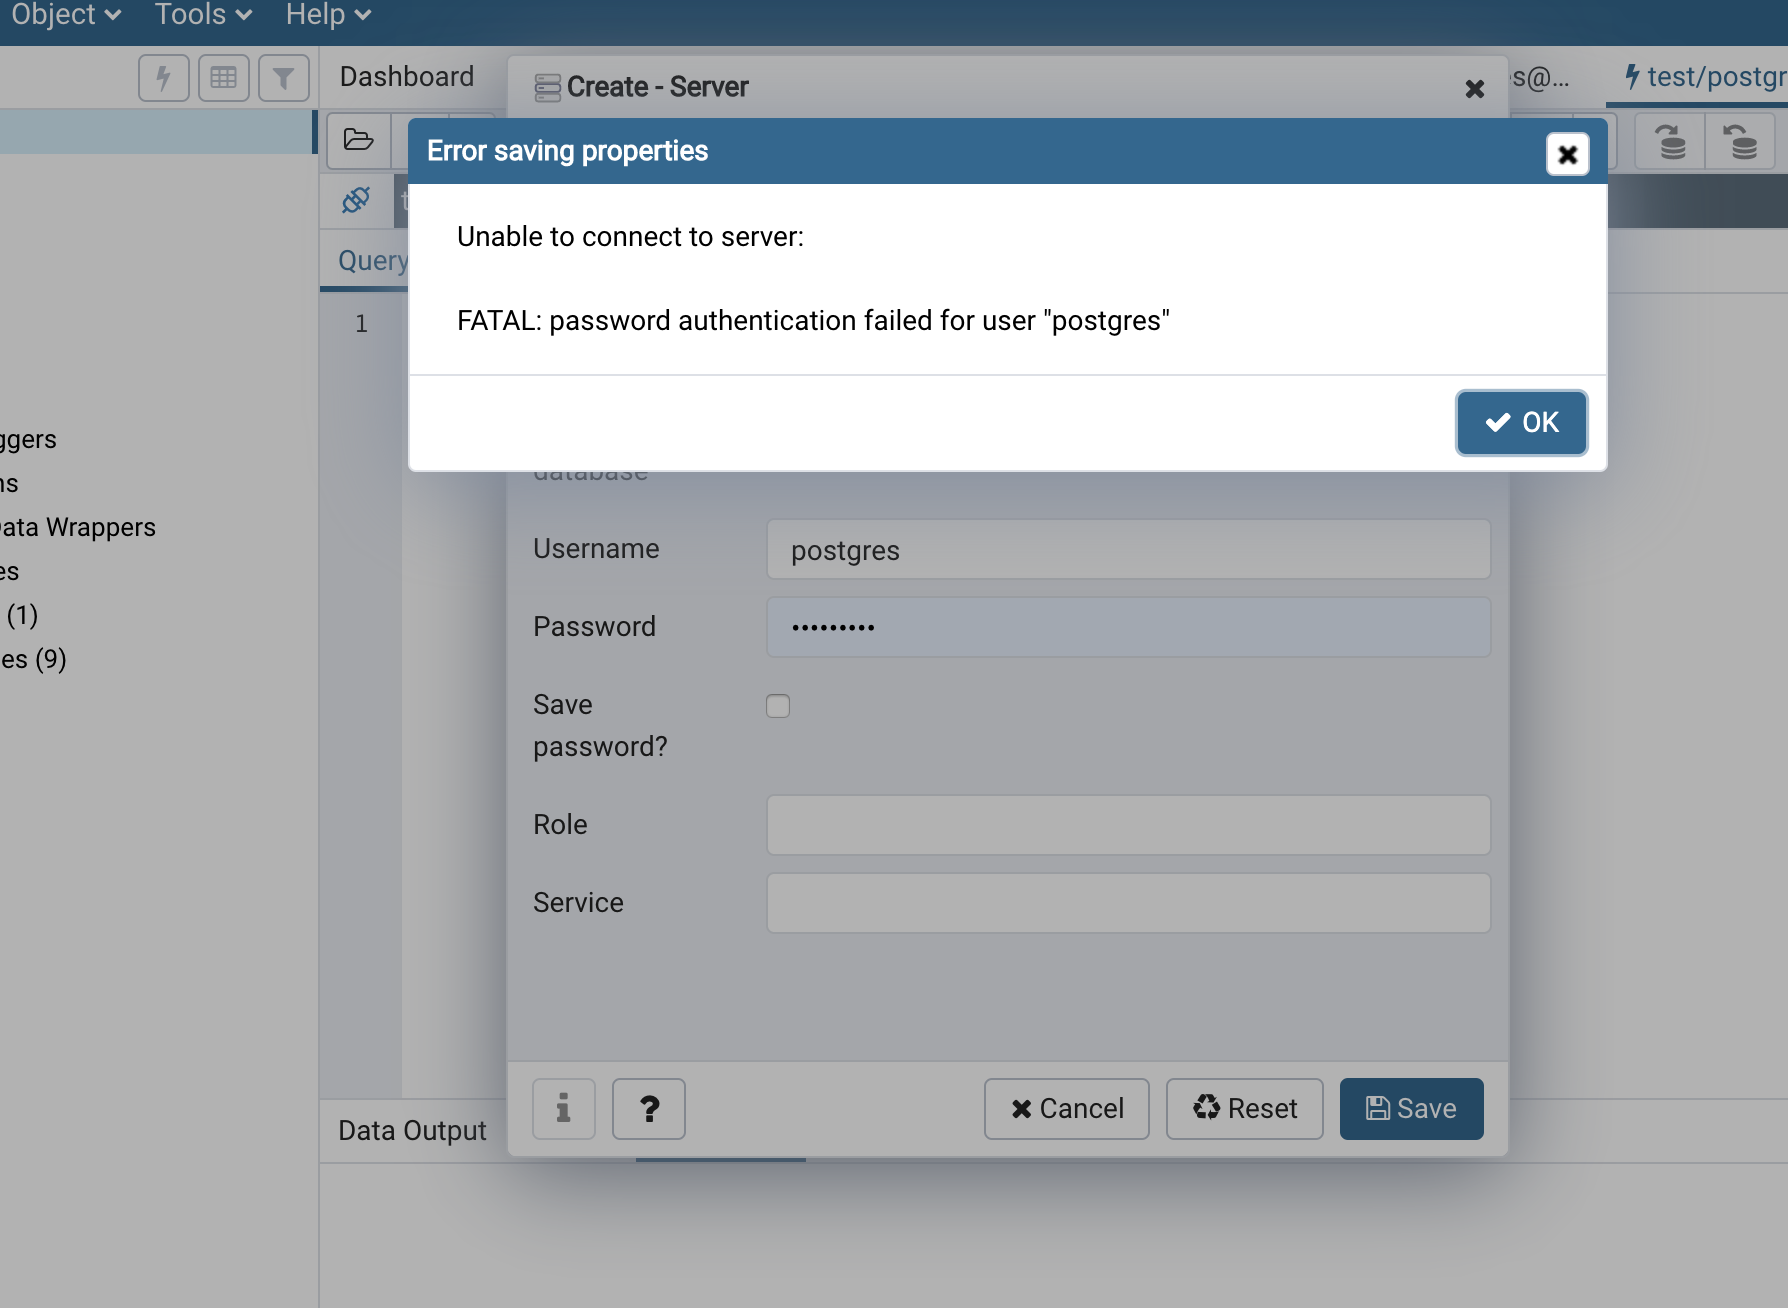 Object Tools Help
Dashboard
Create - Server
s@...
test/postgr
Error saving properties
Unable to connect to server:
Query
1
FATAL: password authentication failed for user "postgres"
OK
ggers
ns
database
Data Wrappers
Username
postgres
es
Password
•••••••••
(1)
es (9)
Save
password?
Role
Service
Cancel
Reset
Save
Data Output